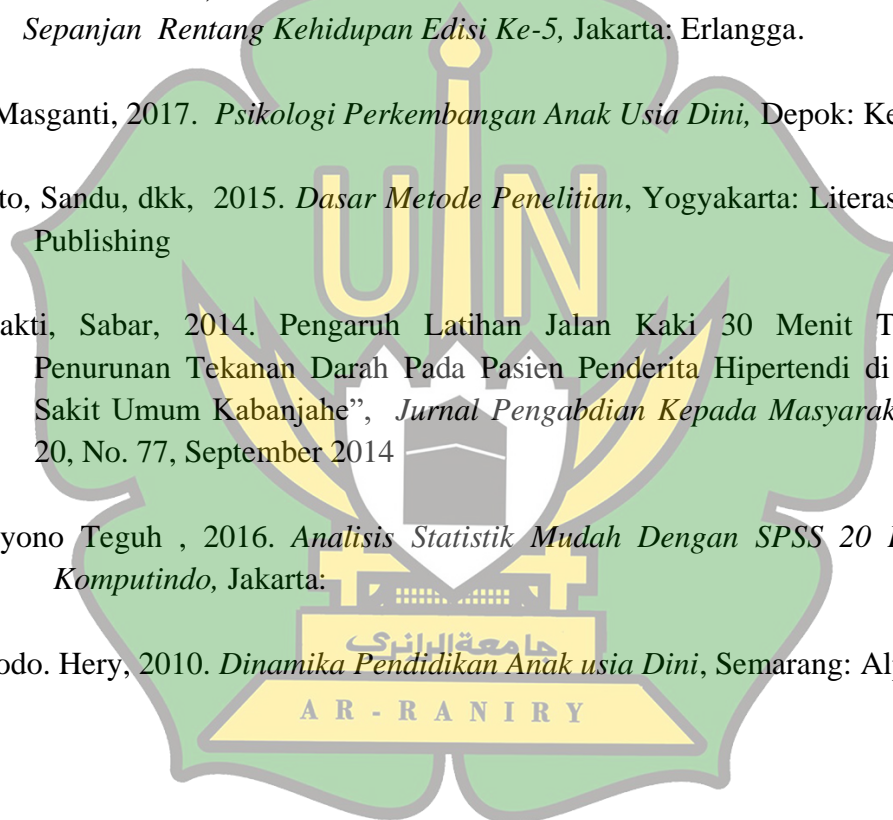 Sepanjan Rentang Kehidupan Edisi Ke-5, Jakarta: Erlangga.
Masganti, 2017. Psikologi Perkembangan Anak Usia Dini, Depok: Ke
to, Sandu, dkk, 2015. Dasar Metode Penelitian, Yogyakarta: Literas
Publishing
akti, Sabar, 2014. Pengaruh Latihan Jalan Kaki 30 Menit T
Penurunan Tekanan Darah Pada Pasien Penderita Hipertendi di
Sakit Umum Kabanjahe”, Jurnal Pengabdian Kepada Masyarak
20, No. 77, September 2014
yono Teguh , 2016. Analisis Statistik Mudah Dengan SPSS 20
Komputindo, Jakarta:
odo. Hery, 2010. Dinamika Pendidikan Anak usia Dini, Semarang: Al
UIN
جامعة الرانري
AR-RANIRY